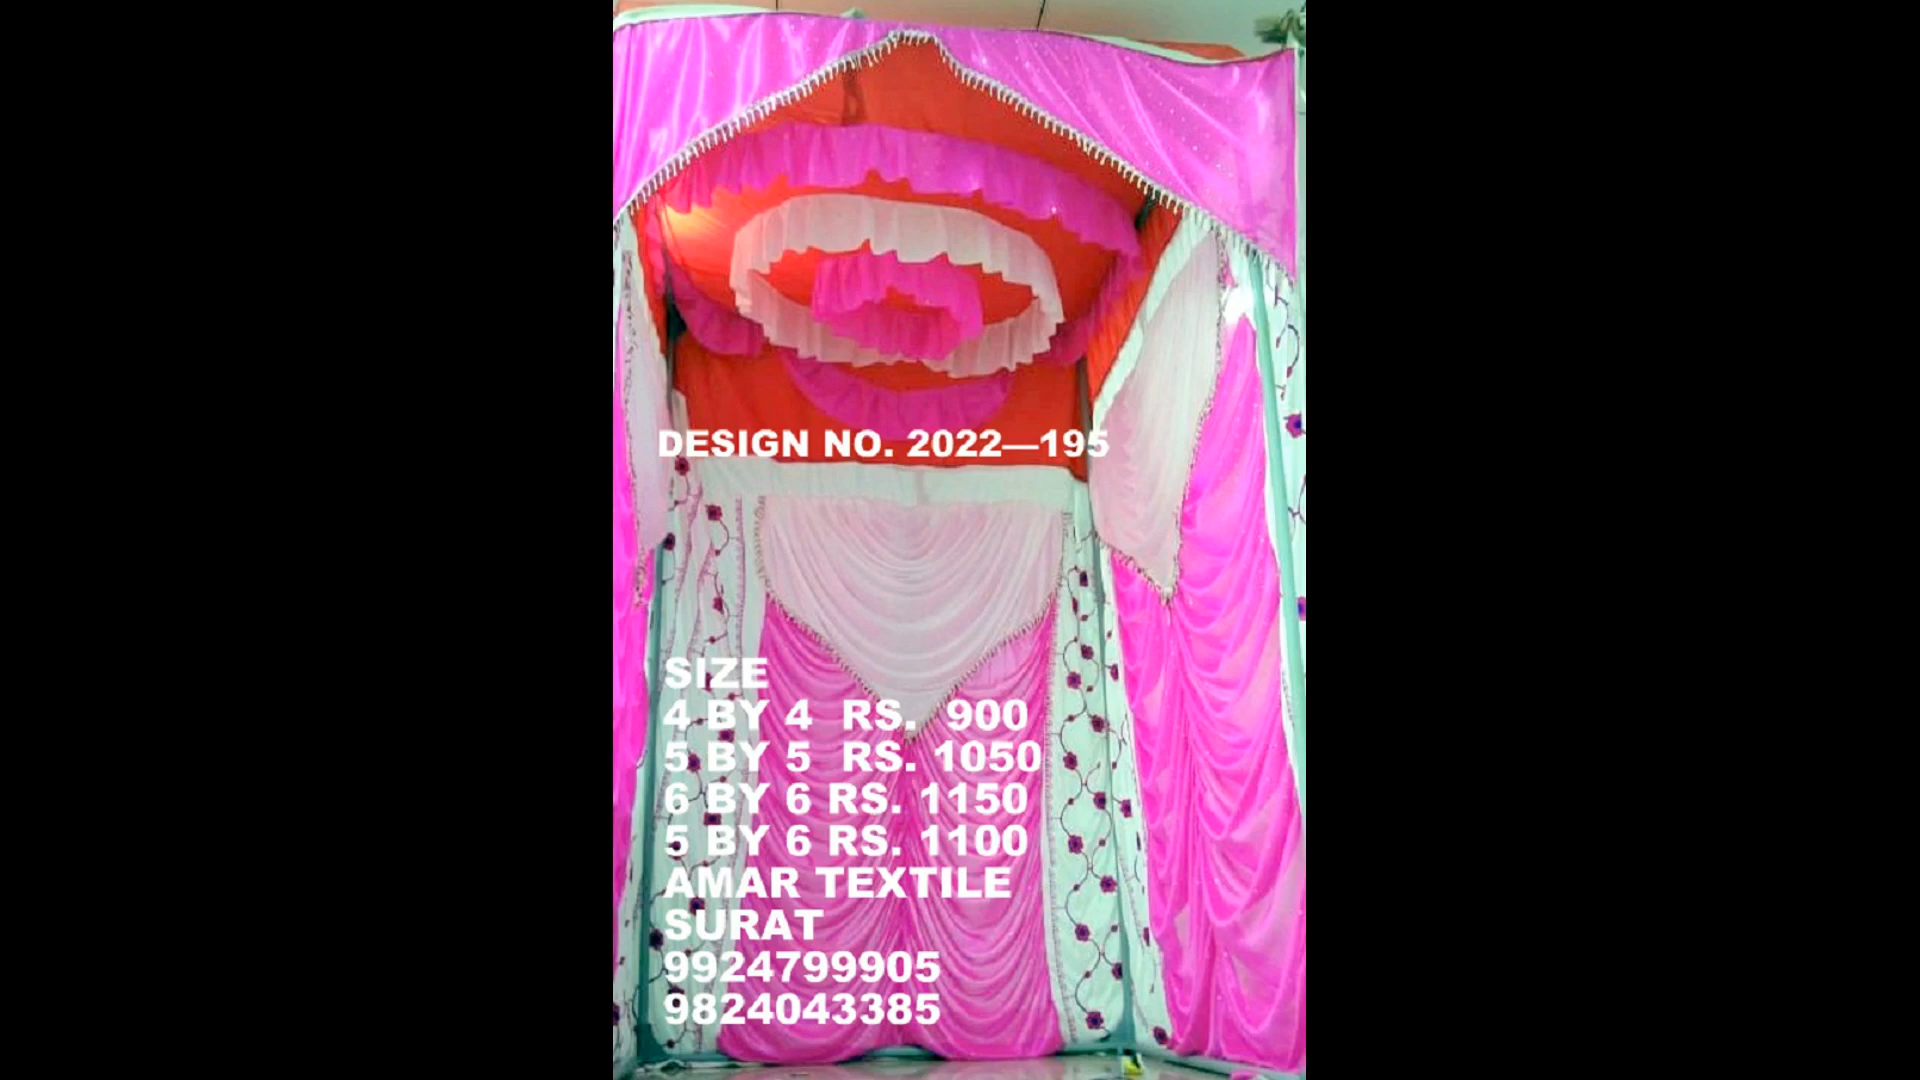 DESIGN NO. 2022—195
SIZE
4 BY 4 RS. 900
5 BY 5 RS. 1050
6 BY 6 RS. 1150
5 BY 6 RS. 1100
AMAR TEXTILE
SURAT
9924799905
9824043385